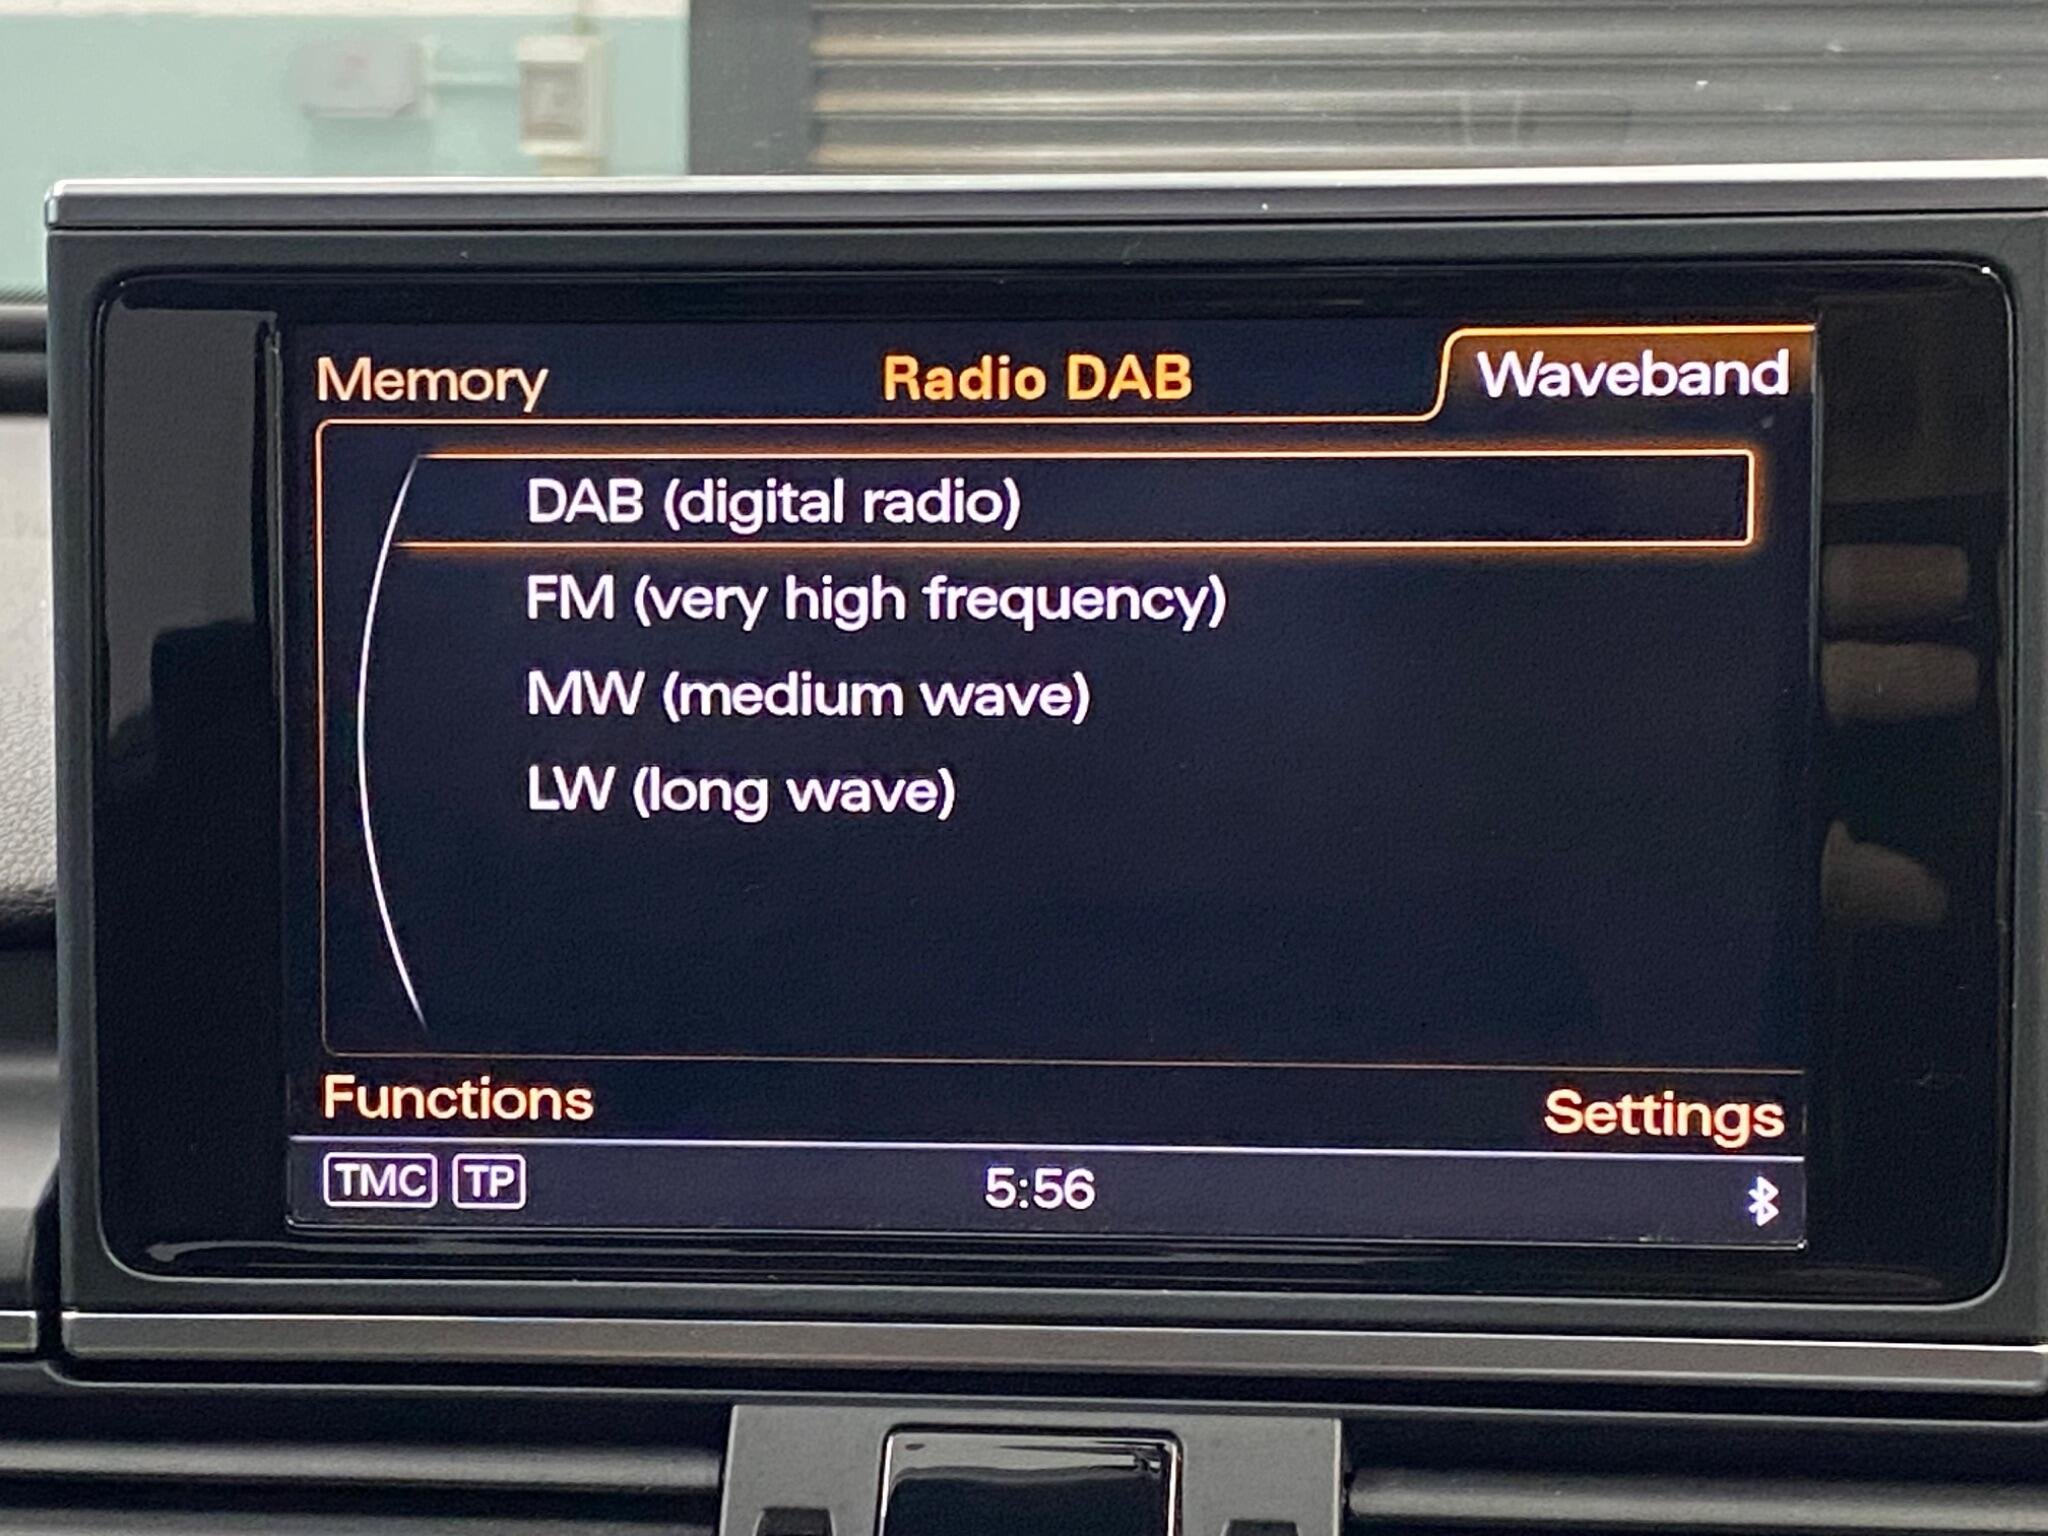 Memory
Radio DAB
Waveband
DAB (digital radio)
FM (very high frequency)
MW (medium wave)
LW (long wave)
Functions
Settings
TMC TP
5:56